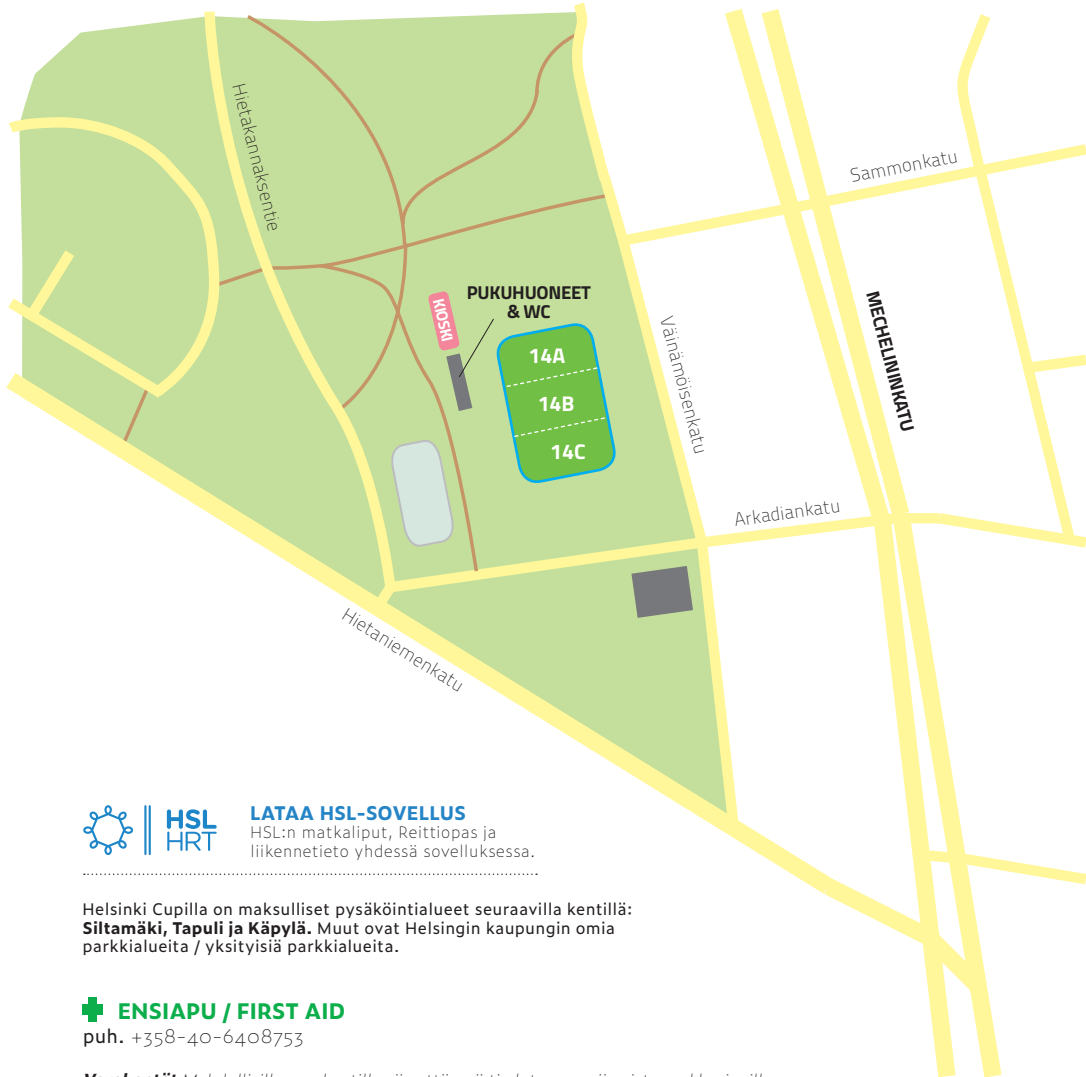 Hietakannaksentie
Sammonkatu
KIOSKI
PUKUHUONEET
& WC
MECHELININKATU
Väinämöisenkatu
14A
14B
14C
Arkadiankatu
Hietaniemenkatu
HSL
HRT
LATAA HSL-SOVELLUS
HSL:n matkaliput, Reittiopas ja
liikennetieto yhdessä sovelluksessa.
Helsinki Cupilla on maksulliset pysäköintialueet seuraavilla kentillä:
Siltamäki, Tapuli ja Käpylä. Muut ovat Helsingin kaupungin omia
parkkialueita / yksityisiä parkkialueita.
ENSIAPU / FIRST AID
puh. +358-40-6408753